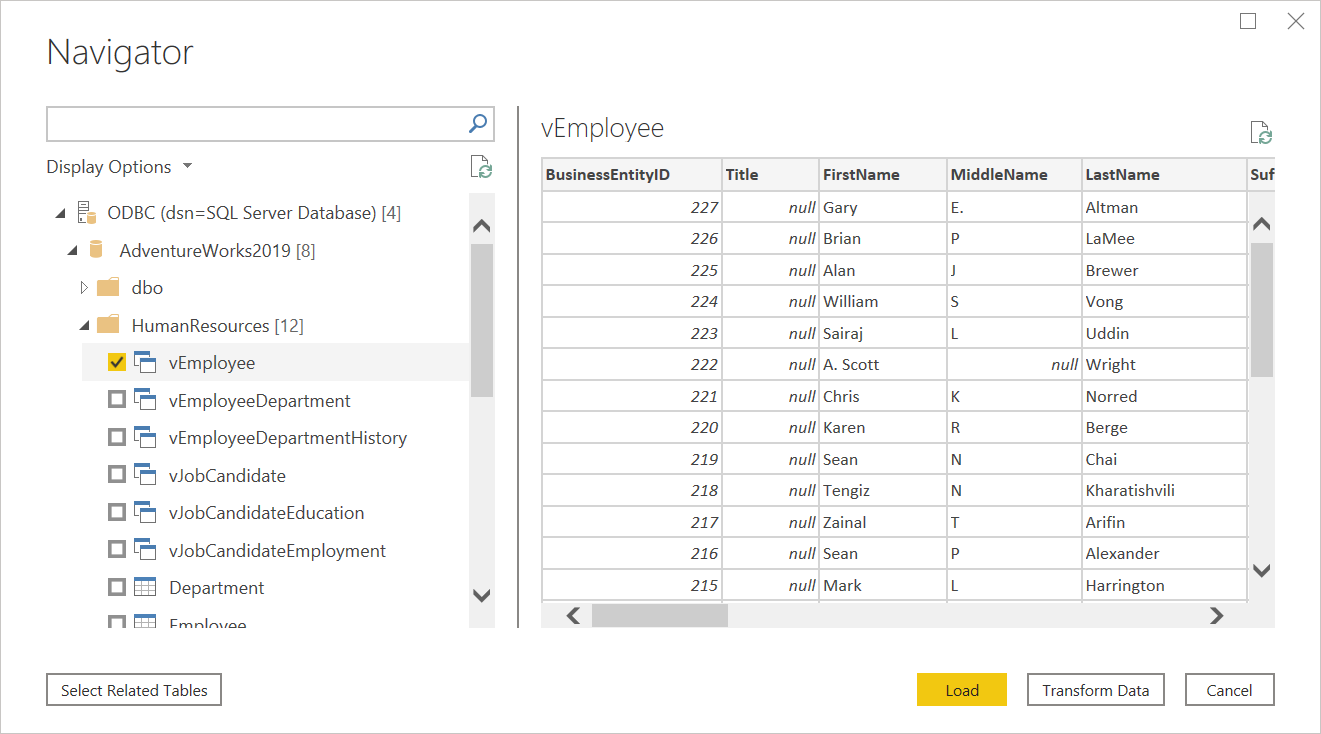 Navigator
Display Options
ODBC (dsn=SQL Server Database) [4]
AdventureWorks2019 [8]
dbo
HumanResources [12]
vEmployee
vEmployeeDepartment
vEmployeeDepartmentHistory
vJobCandidate
vJobCandidateEducation
vJobCandidateEmployment
Department
Employee
vEmployee
BusinessEntityID Title FirstName MiddleName LastName Suf
227 null Gary E. Altman
226 null Brian P LaMee
225 null Alan J Brewer
224 null William S Vong
223 null Sairaj L Uddin
222 null A. Scott null Wright
221 null Chris K Norred
220 null Karen R Berge
219 null Sean N Chai
218 null Tengiz N Kharatishvili
217 null Zainal T Arifin
216 null Sean P Alexander
215 null Mark L Harrington
Select Related Tables Load Transform Data Cancel